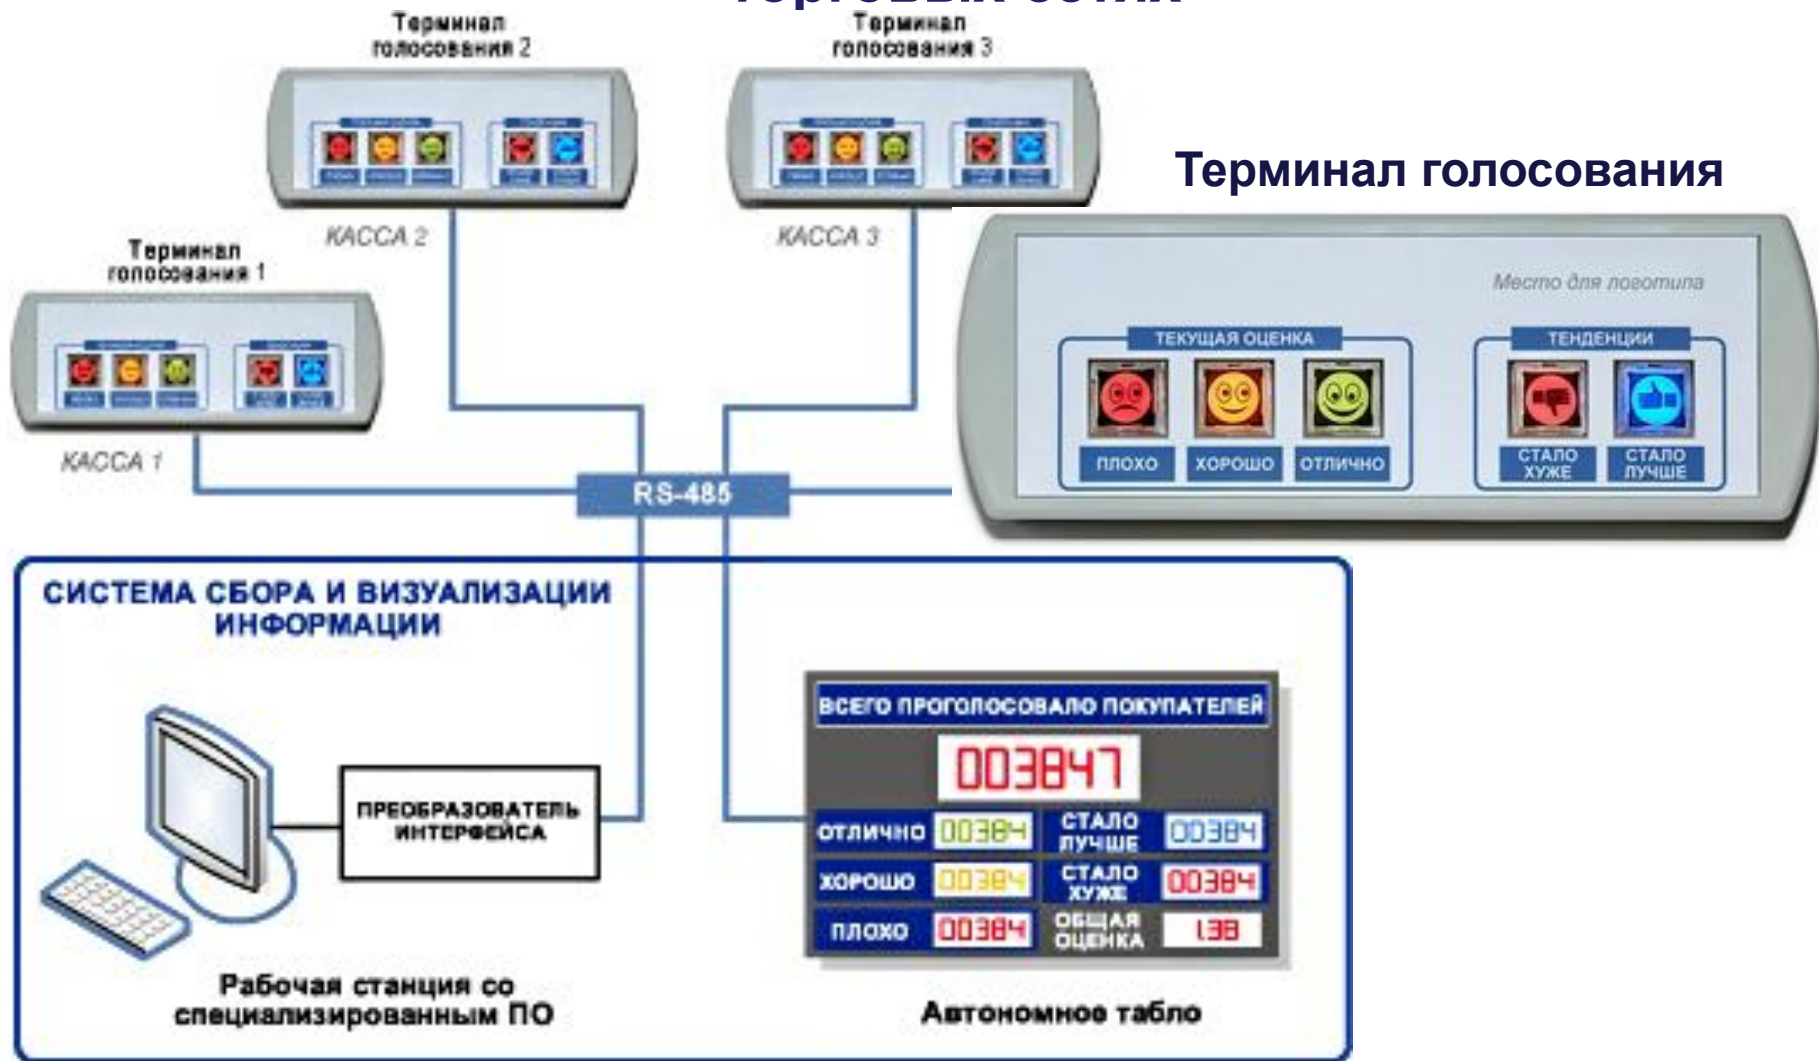 торговых сетях
Терминал
голосования 2
Терминал
голосования 3
Терминал голосования
КАССА 2
КАССА 3
Терминал
голосования 1
КАССА 1
Место для логотипа
ТЕКУЩАЯ ОЦЕНКА
ТЕНДЕНЦИИ
ПЛОХО
ХОРОШО
ОТЛИЧНО
СТАЛО
ХУЖЕ
СТАЛО
ЛУЧШЕ
RS-485
СИСТЕМА СБОРА И ВИЗУАЛИЗАЦИИ
ИНФОРМАЦИИ
ПРЕОБРАЗОВАТЕЛЬ
ИНТЕРФЕЙСА
Рабочая станция со
специализированным ПО
ВСЕГО ПРОГОЛОСОВАЛО ПОКУПАТЕЛЕЙ
003847
ОТЛИЧНО 00384
СТАЛО
ЛУЧШЕ 00384
ХОРОШО 00384
СТАЛО
ХУЖЕ 00384
ПЛОХО 00384
ОБЩАЯ
ОЦЕНКА 1.38
Автономное табло